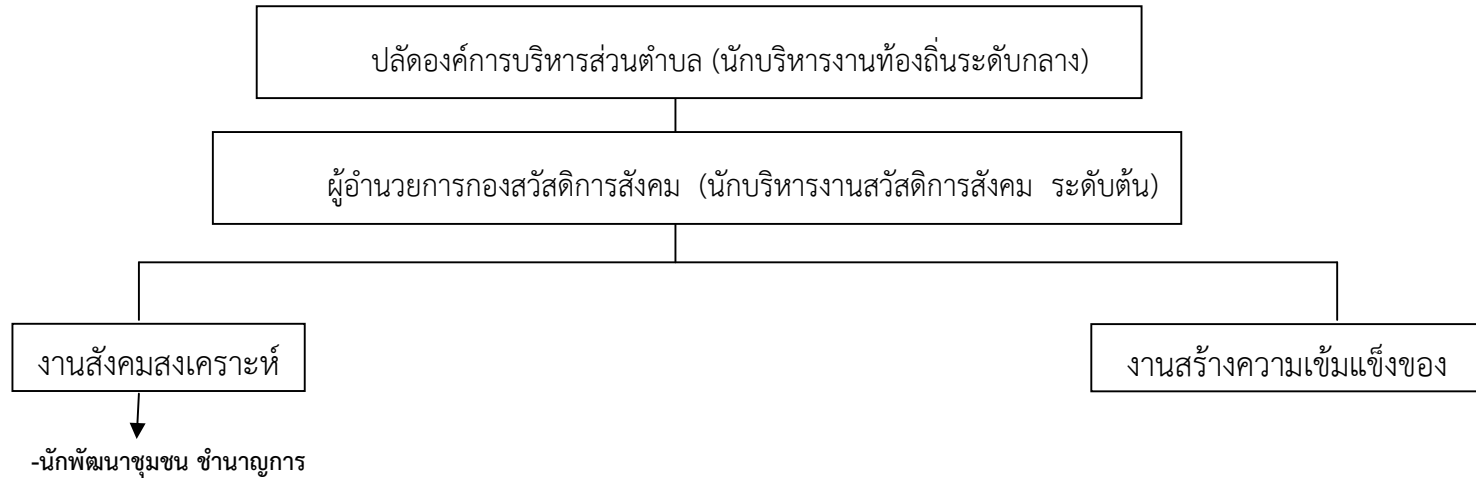 ปลัดองค์การบริหารส่วนตำบล (นักบริหารงานท้องถิ่นระดับกลาง)
ผู้อำนวยการกองสวัสดิการสังคม (นักบริหารงานสวัสดิการสังคม ระดับต้น)
งานสังคมสงเคราะห์
งานสร้างความเข้มแข็งของ
-นักพัฒนาชุมชน ชำนาญการ